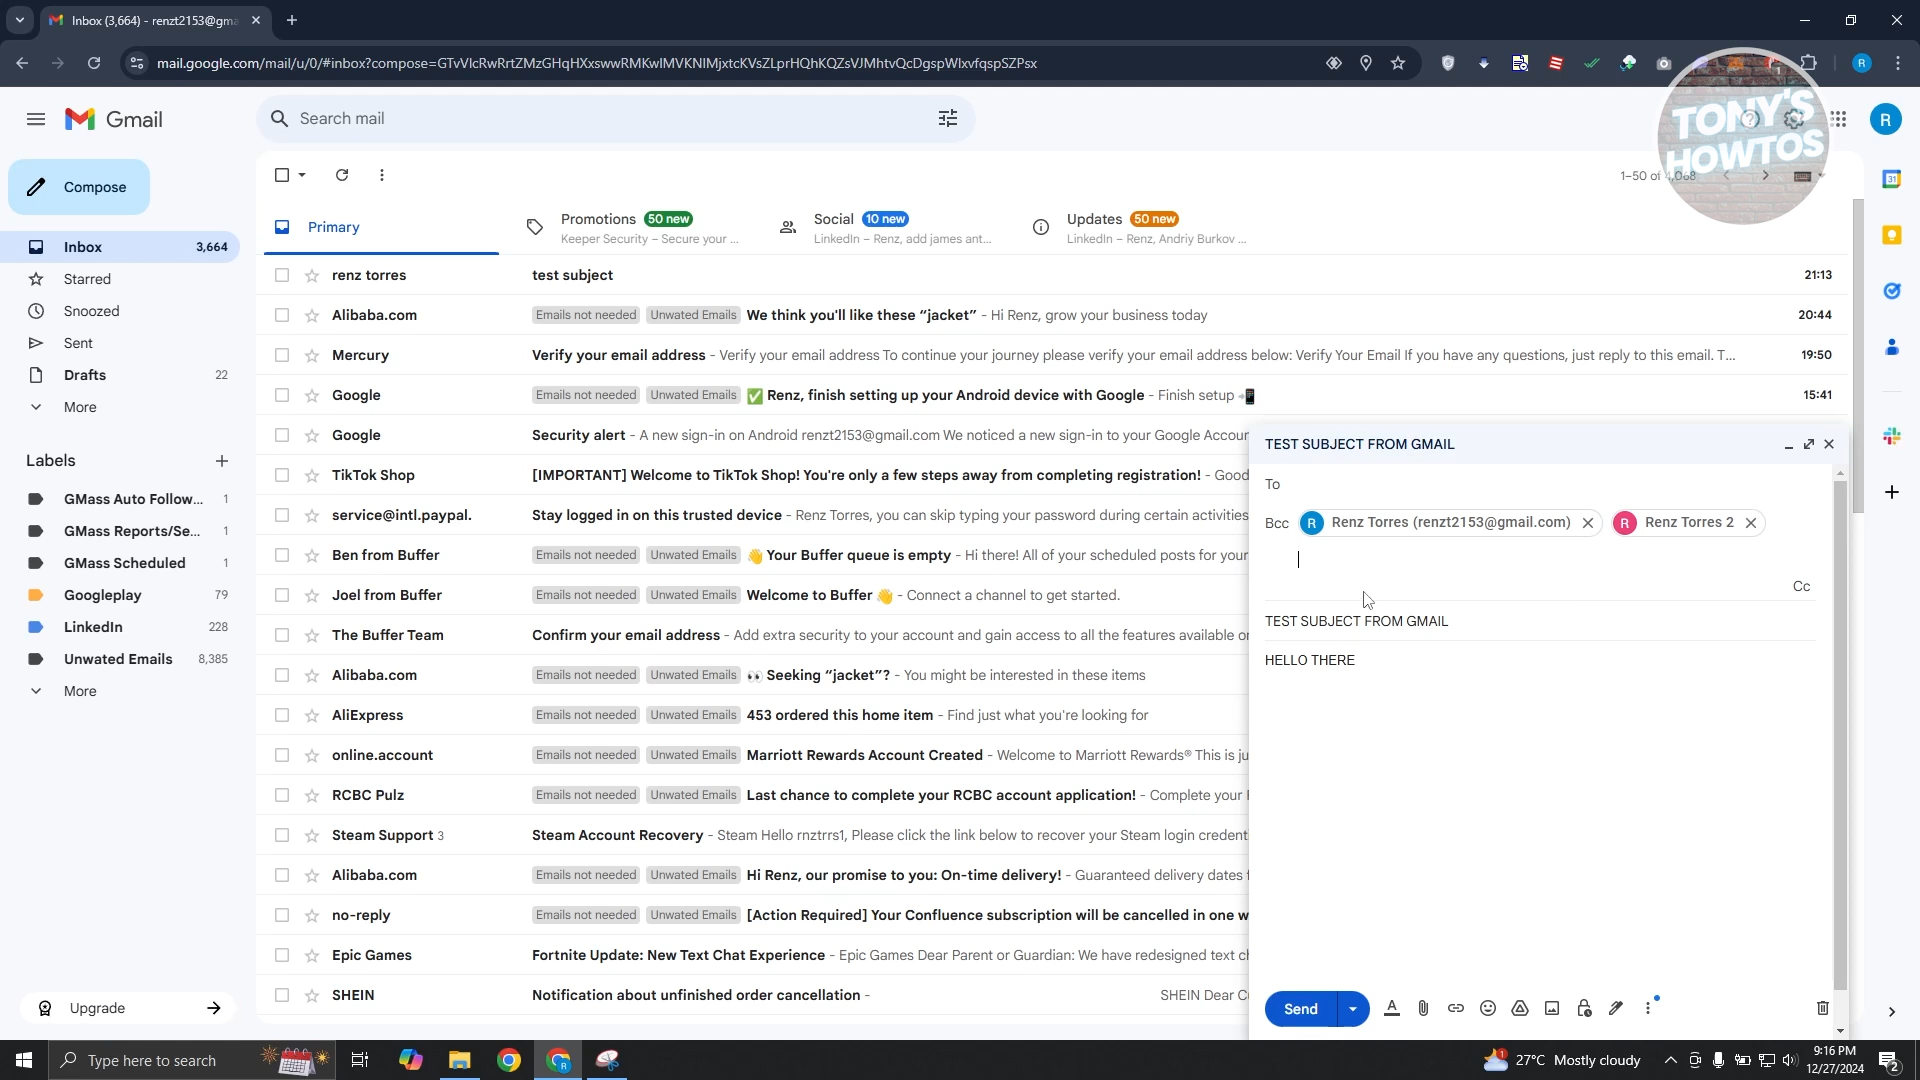 Inbox (3,664) - renzt2153@gma
mail.google.com/mail/u/0/#inbox?compose=GTvVlcRwRrtZMzGHqHXxswwRMKwlMVKNlMjxtcKVsZLprHQhKQZsVJMhtvQcDgspWlxvfqspSZPsx
R
TONY'S
HOWTOS
Gmail
Search mail
R
Compose
1–50 of 4,068
Primary
Promotions 50 new
Keeper Security – Secure your ...
Social 10 new
LinkedIn – Renz, add james ant...
Updates 50 new
LinkedIn – Renz, Andriy Burkov ...
Inbox 3,664
Starred
Snoozed
Sent
Drafts 22
More
Labels
GMass Auto Follow... 1
GMass Reports/Se... 1
GMass Scheduled 1
Googleplay 79
LinkedIn 228
Unwated Emails 8,385
More
Upgrade
renz torres test subject 21:13
Alibaba.com Emails not needed Unwated Emails We think you'll like these “jacket” - Hi Renz, grow your business today 20:44
Mercury Verify your email address - Verify your email address To continue your journey please verify your email address below: Verify Your Email If you have any questions, just reply to this email. T... 19:50
Google Emails not needed Unwated Emails ✅ Renz, finish setting up your Android device with Google - Finish setup 📲 15:41
Google Security alert - A new sign-in on Android renzt2153@gmail.com We noticed a new sign-in to your Google Accour
TikTok Shop [IMPORTANT] Welcome to TikTok Shop! You're only a few steps away from completing registration! - Good
service@intl.paypal. Stay logged in on this trusted device - Renz Torres, you can skip typing your password during certain activities
Ben from Buffer Emails not needed Unwated Emails 👋 Your Buffer queue is empty - Hi there! All of your scheduled posts for your
Joel from Buffer Emails not needed Unwated Emails Welcome to Buffer 👋 - Connect a channel to get started.
The Buffer Team Confirm your email address - Add extra security to your account and gain access to all the features available or
Alibaba.com Emails not needed Unwated Emails 👀 Seeking “jacket”? - You might be interested in these items
AliExpress Emails not needed Unwated Emails 453 ordered this home item - Find just what you're looking for
online.account Emails not needed Unwated Emails Marriott Rewards Account Created - Welcome to Marriott Rewards® This is ju
RCBC Pulz Emails not needed Unwated Emails Last chance to complete your RCBC account application! - Complete your F
Steam Support 3 Steam Account Recovery - Steam Hello rnztrrs1, Please click the link below to recover your Steam login credent
Alibaba.com Emails not needed Unwated Emails Hi Renz, our promise to you: On-time delivery! - Guaranteed delivery dates f
no-reply Emails not needed Unwated Emails [Action Required] Your Confluence subscription will be cancelled in one w
Epic Games Fortnite Update: New Text Chat Experience - Epic Games Dear Parent or Guardian: We have redesigned text ch
SHEIN Notification about unfinished order cancellation - SHEIN Dear Cu
TEST SUBJECT FROM GMAIL
To
Bcc R Renz Torres (renzt2153@gmail.com) R Renz Torres 2
Cc
TEST SUBJECT FROM GMAIL
HELLO THERE
Send
31
Type here to search
R
27°C Mostly cloudy
1
9:16 PM
12/27/2024
2